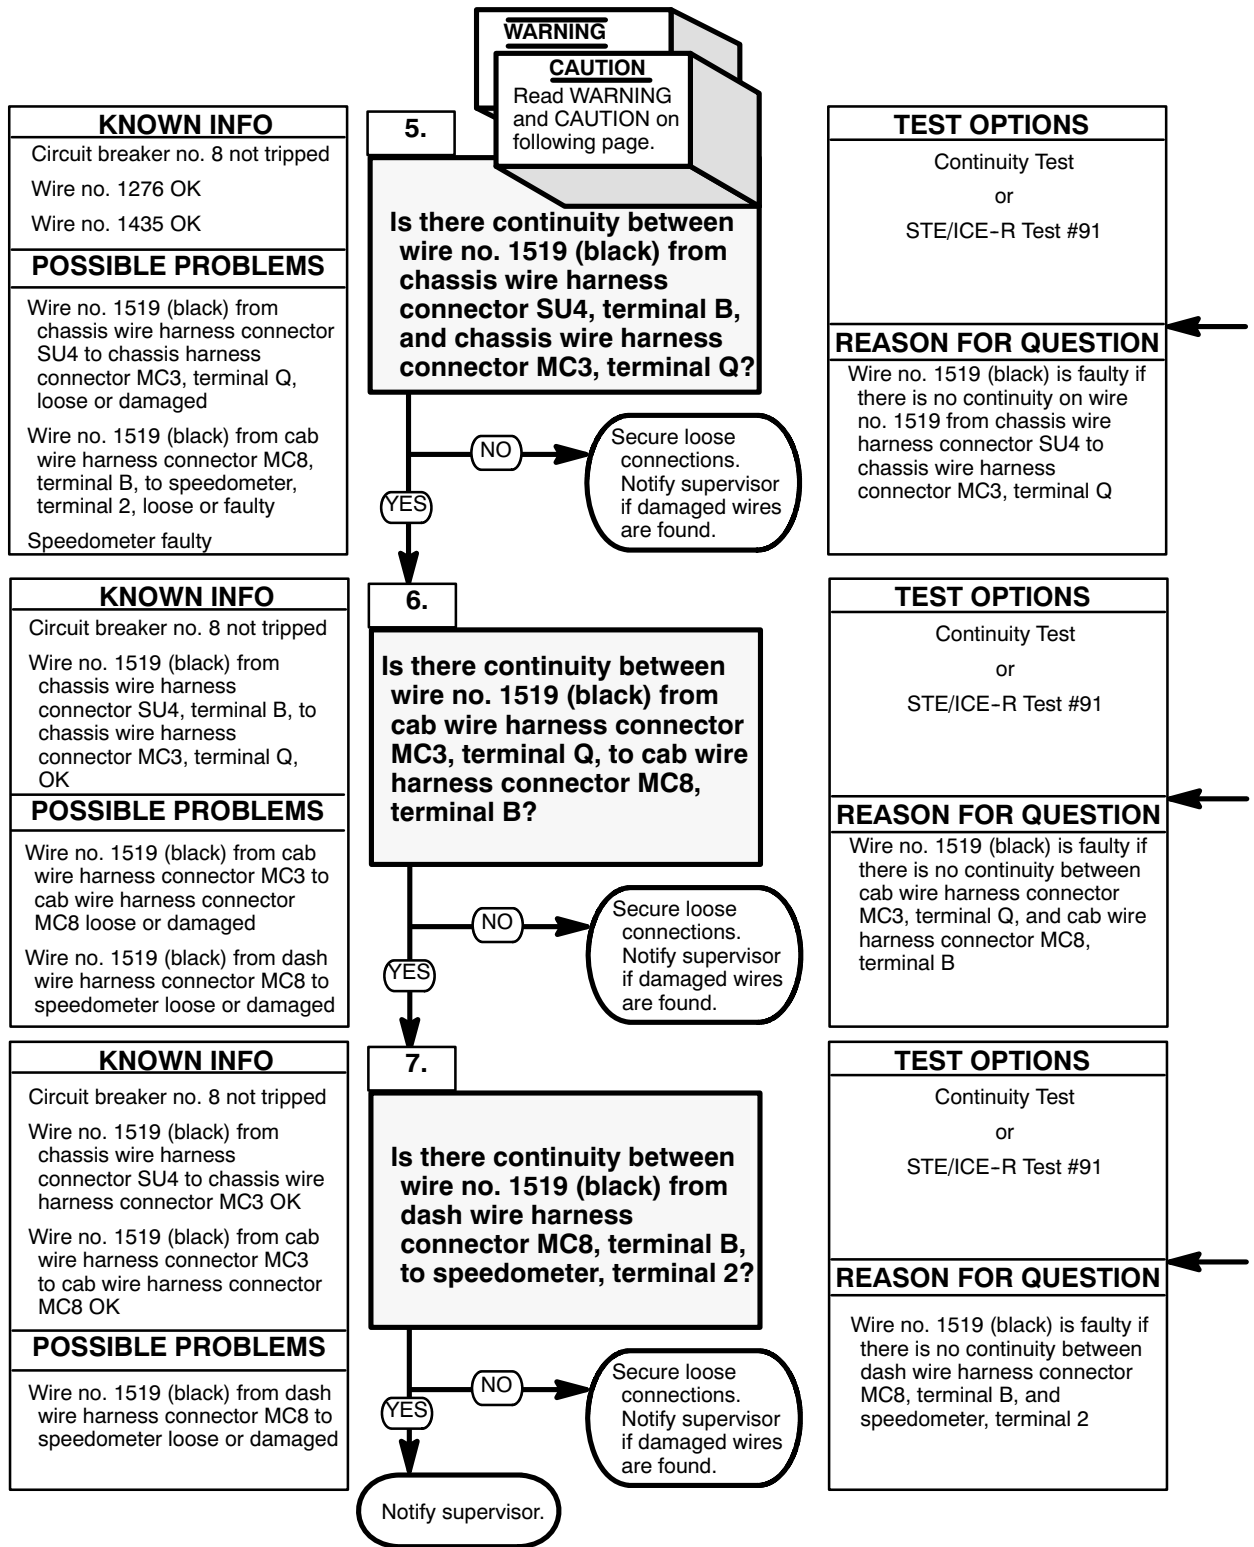 WARNING
CAUTION
Read WARNING
and CAUTION on
following page.
KNOWN INFO
Circuit breaker no. 8 not tripped
Wire no. 1276 OK
Wire no. 1435 OK
POSSIBLE PROBLEMS
Wire no. 1519 (black) from
chassis wire harness connector
SU4 to chassis harness
connector MC3, terminal Q,
loose or damaged
Wire no. 1519 (black) from cab
wire harness connector MC8,
terminal B, to speedometer,
terminal 2, loose or faulty
Speedometer faulty
5.
Is there continuity between
wire no. 1519 (black) from
chassis wire harness
connector SU4, terminal B,
and chassis wire harness
connector MC3, terminal Q?
NO
Secure loose
connections.
Notify supervisor
if damaged wires
are found.
YES
TEST OPTIONS
Continuity Test
or
STE/ICE-R Test #91
REASON FOR QUESTION
Wire no. 1519 (black) is faulty if
there is no continuity on wire
no. 1519 from chassis wire
harness connector SU4 to
chassis wire harness
connector MC3, terminal Q
KNOWN INFO
Circuit breaker no. 8 not tripped
Wire no. 1519 (black) from
chassis wire harness
connector SU4, terminal B, to
chassis wire harness
connector MC3, terminal Q,
OK
POSSIBLE PROBLEMS
Wire no. 1519 (black) from cab
wire harness connector MC3 to
cab wire harness connector
MC8 loose or damaged
Wire no. 1519 (black) from dash
wire harness connector MC8 to
speedometer loose or damaged
6.
Is there continuity between
wire no. 1519 (black) from
cab wire harness connector
MC3, terminal Q, to cab wire
harness connector MC8,
terminal B?
NO
Secure loose
connections.
Notify supervisor
if damaged wires
are found.
YES
TEST OPTIONS
Continuity Test
or
STE/ICE-R Test #91
REASON FOR QUESTION
Wire no. 1519 (black) is faulty if
there is no continuity between
cab wire harness connector
MC3, terminal Q, and cab wire
harness connector MC8,
terminal B
KNOWN INFO
Circuit breaker no. 8 not tripped
Wire no. 1519 (black) from
chassis wire harness
connector SU4 to chassis wire
harness connector MC3 OK
Wire no. 1519 (black) from cab
wire harness connector MC3
to cab wire harness connector
MC8 OK
POSSIBLE PROBLEMS
Wire no. 1519 (black) from dash
wire harness connector MC8 to
speedometer loose or damaged
7.
Is there continuity between
wire no. 1519 (black) from
dash wire harness
connector MC8, terminal B,
to speedometer, terminal 2?
NO
Secure loose
connections.
Notify supervisor
if damaged wires
are found.
YES
Notify supervisor.
TEST OPTIONS
Continuity Test
or
STE/ICE-R Test #91
REASON FOR QUESTION
Wire no. 1519 (black) is faulty if
there is no continuity between
dash wire harness connector
MC8, terminal B, and
speedometer, terminal 2